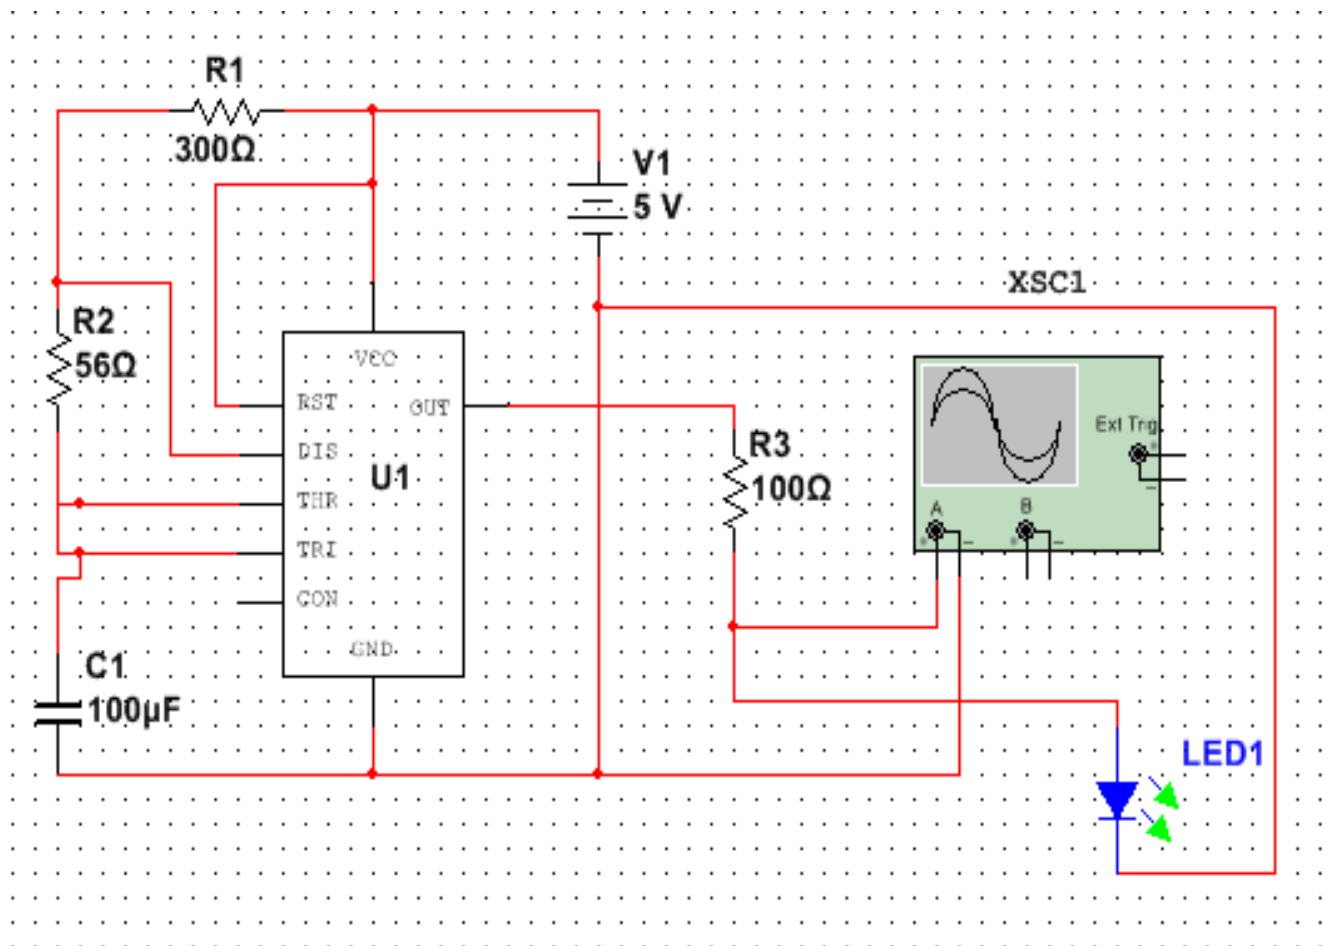 R1
300Ω
V1
5 V
XSC1
R2
56Ω
VCC
RST
OUT
DIS
U1
THR
TRI
CON
GND
R3
100Ω
Ext Trig
+
_
A
B
+
_
+
_
C1
100µF
LED1